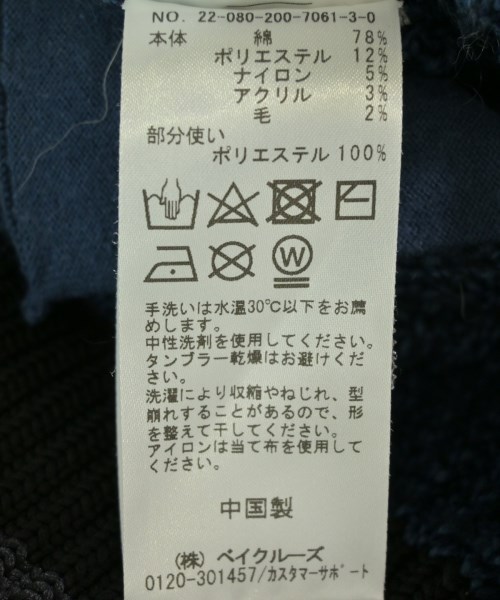 NO. 22-080-200-7061-3-0
本体 綿 78%
ポリエステル 12%
ナイロン 5%
アクリル 3%
毛 2%
部分使い
ポリエステル 100%
W
手洗いは水温30℃以下をお薦
めします。
中性洗剤を使用してください。
タンブラー乾燥はお避けくださ
い。
洗濯により収縮やねじれ、型
崩れすることがあるので、形
を整えて干してください。
アイロンは当て布を使用して
ください。
中国製
(株) ベイクルーズ
0120-301457/カスタマーサポート